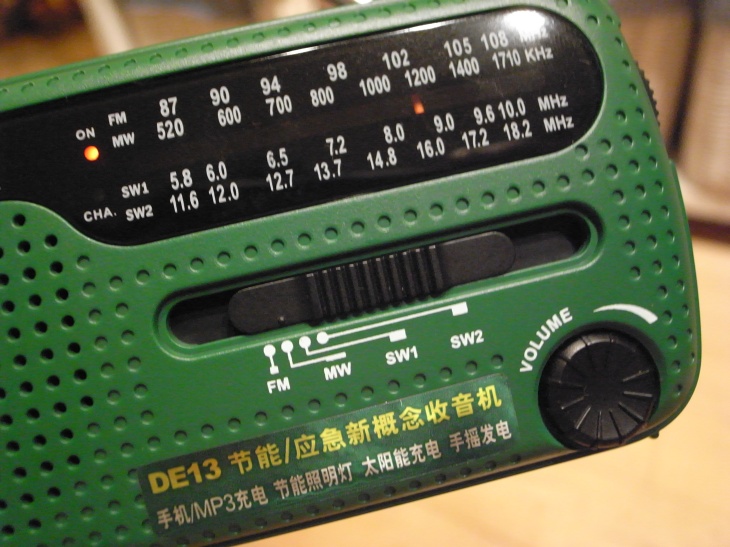 FM 87 90 94 98 102 105 108 MHz
ON
MW 520 600 700 800 1000 1200 1400 1710 KHz
SW1 5.8 6.0 6.5 7.2 8.0 9.0 9.6 10.0 MHz
CHA. SW2 11.6 12.0 12.7 13.7 14.8 16.0 17.2 18.2 MHz
FM MW SW1 SW2
VOLUME
DE13 节能/应急新概念收音机
手机/MP3充电 节能照明灯 太阳能充电 手摇发电